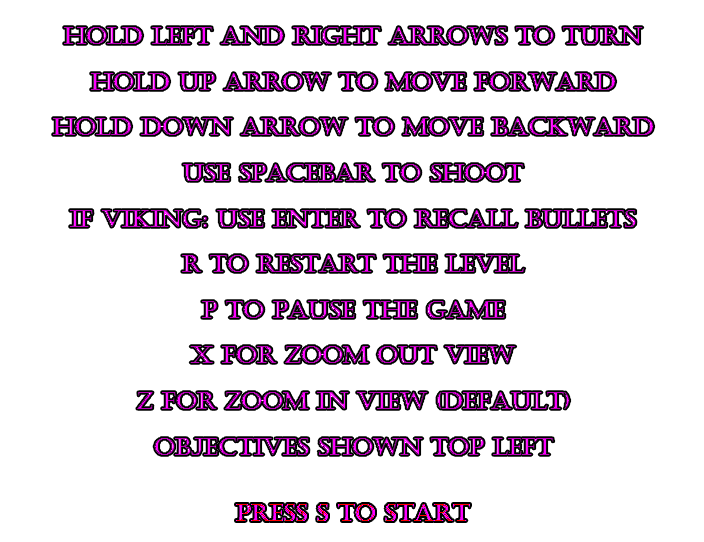 HOLD LEFT AND RIGHT ARROWS TO TURN
HOLD UP ARROW TO MOVE FORWARD
HOLD DOWN ARROW TO MOVE BACKWARD
USE SPACEBAR TO SHOOT
IF VIKING: USE ENTER TO RECALL BULLETS
R TO RESTART THE LEVEL
P TO PAUSE THE GAME
X FOR ZOOM OUT VIEW
Z FOR ZOOM IN VIEW (DEFAULT)
OBJECTIVES SHOWN TOP LEFT
PRESS S TO START